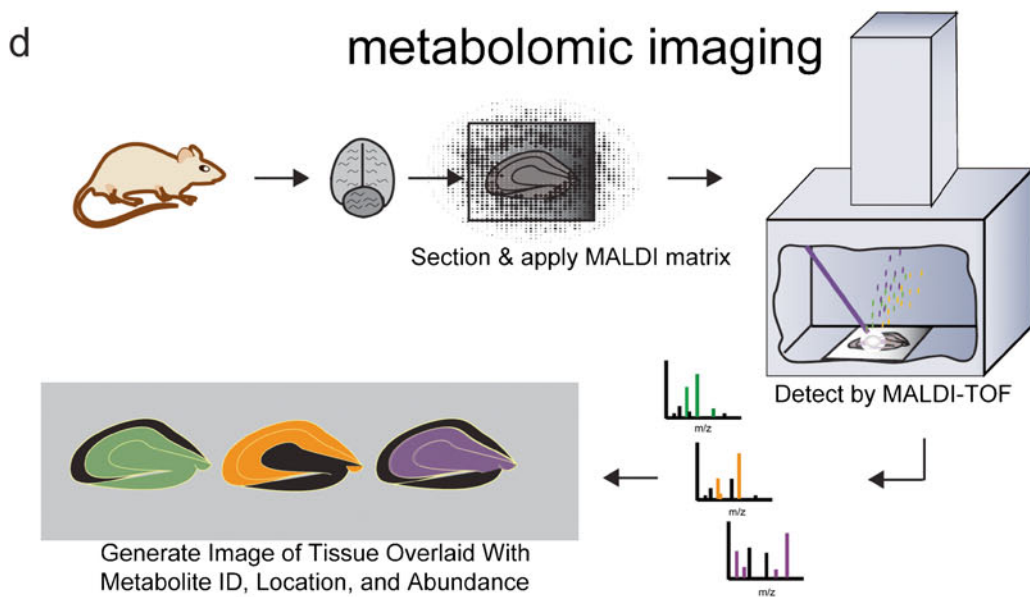 d
metabolomic imaging
Section & apply MALDI matrix
Detect by MALDI-TOF
m/z
m/z
m/z
Generate Image of Tissue Overlaid With
Metabolite ID, Location, and Abundance